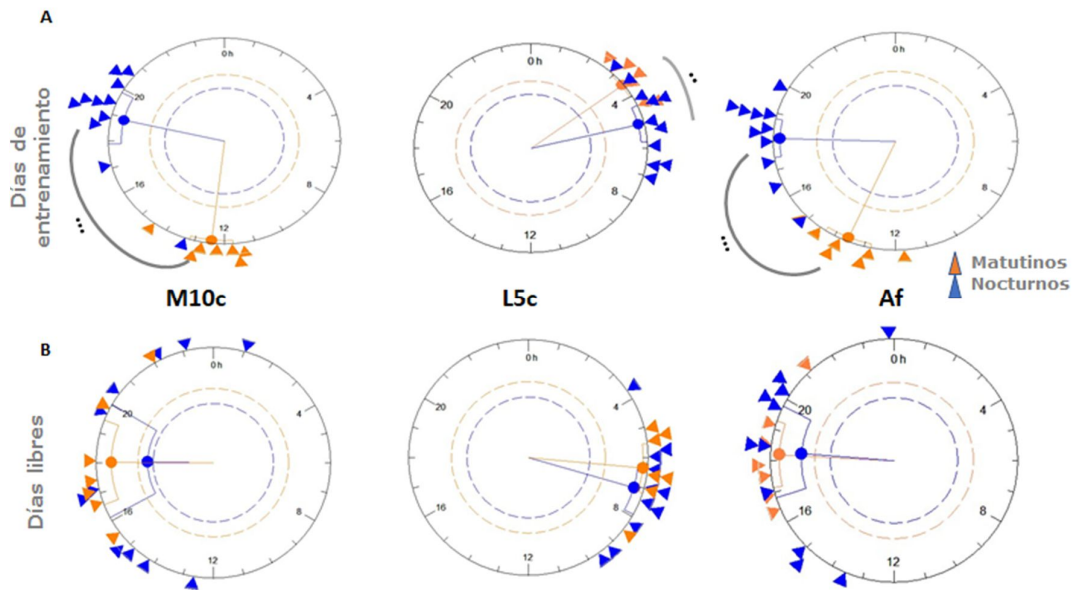 A
Días de
entrenamiento
0 h
4
8
12
16
20
0 h
4
8
12
16
20
0 h
4
8
12
16
20
•••
••
•••
M10c
L5c
Af
Matutinos
Nocturnos
B
Días libres
0 h
4
8
12
16
20
0 h
4
8
12
16
20
0 h
4
8
12
16
20